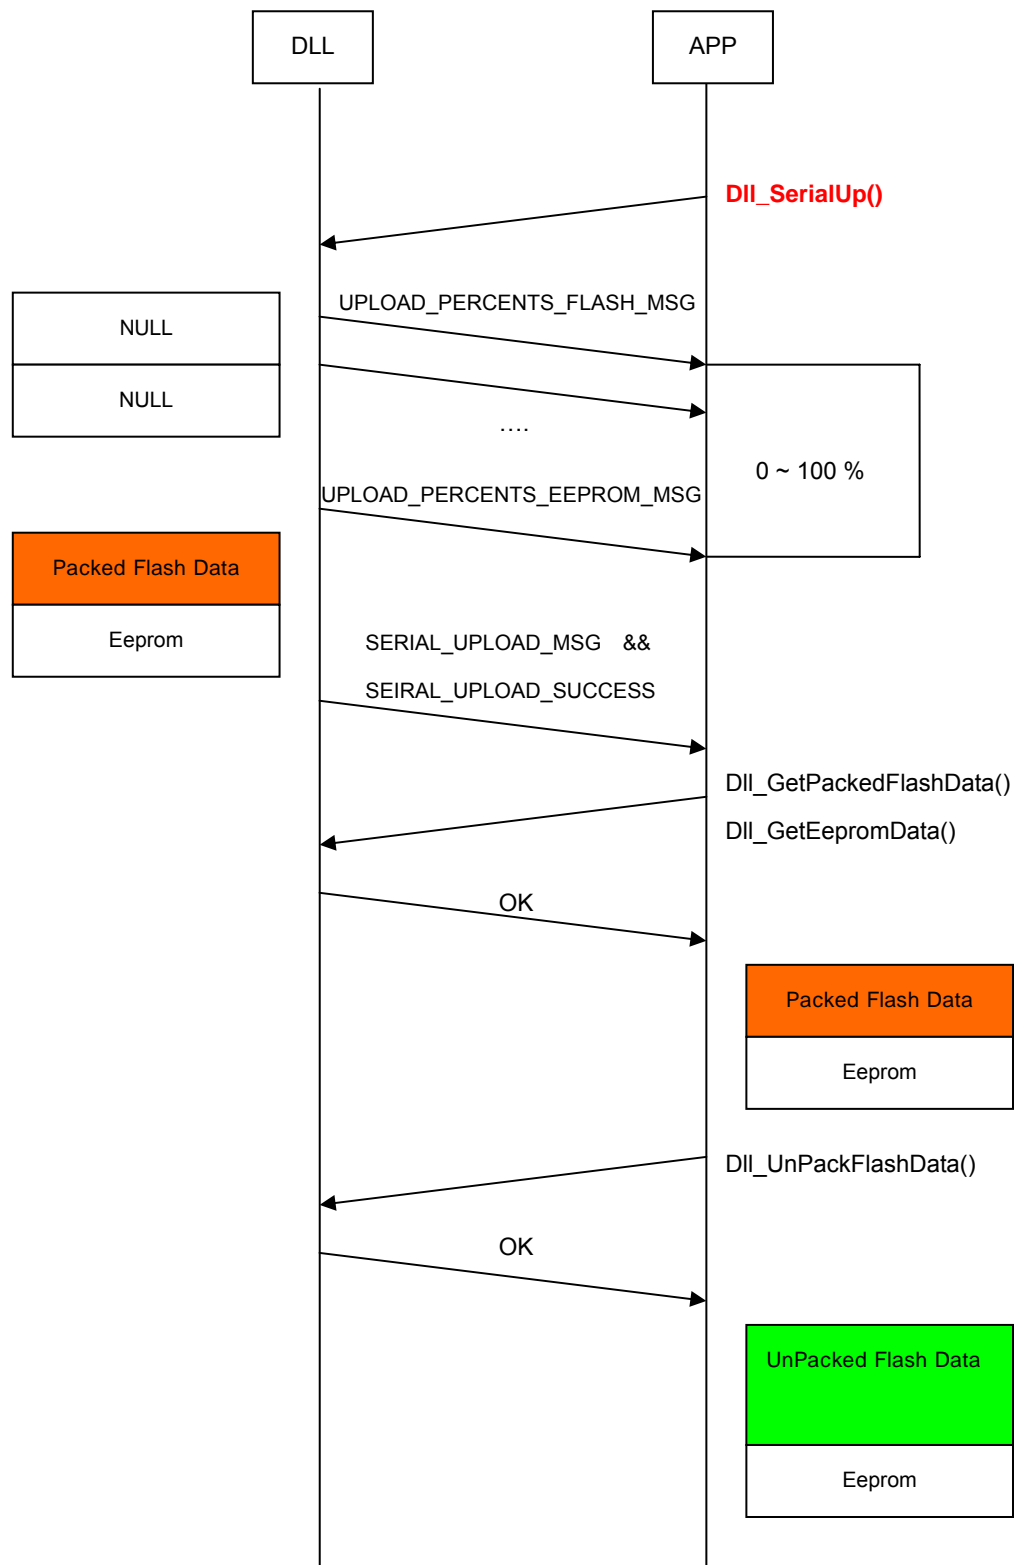 DLL
APP
Dll_SerialUp()
UPLOAD_PERCENTS_FLASH_MSG
NULL
NULL
....
0 ~ 100 %
UPLOAD_PERCENTS_EEPROM_MSG
Packed Flash Data
Eeprom
SERIAL_UPLOAD_MSG &&
SEIRAL_UPLOAD_SUCCESS
Dll_GetPackedFlashData()
Dll_GetEepromData()
OK
Packed Flash Data
Eeprom
Dll_UnPackFlashData()
OK
UnPacked Flash Data
Eeprom